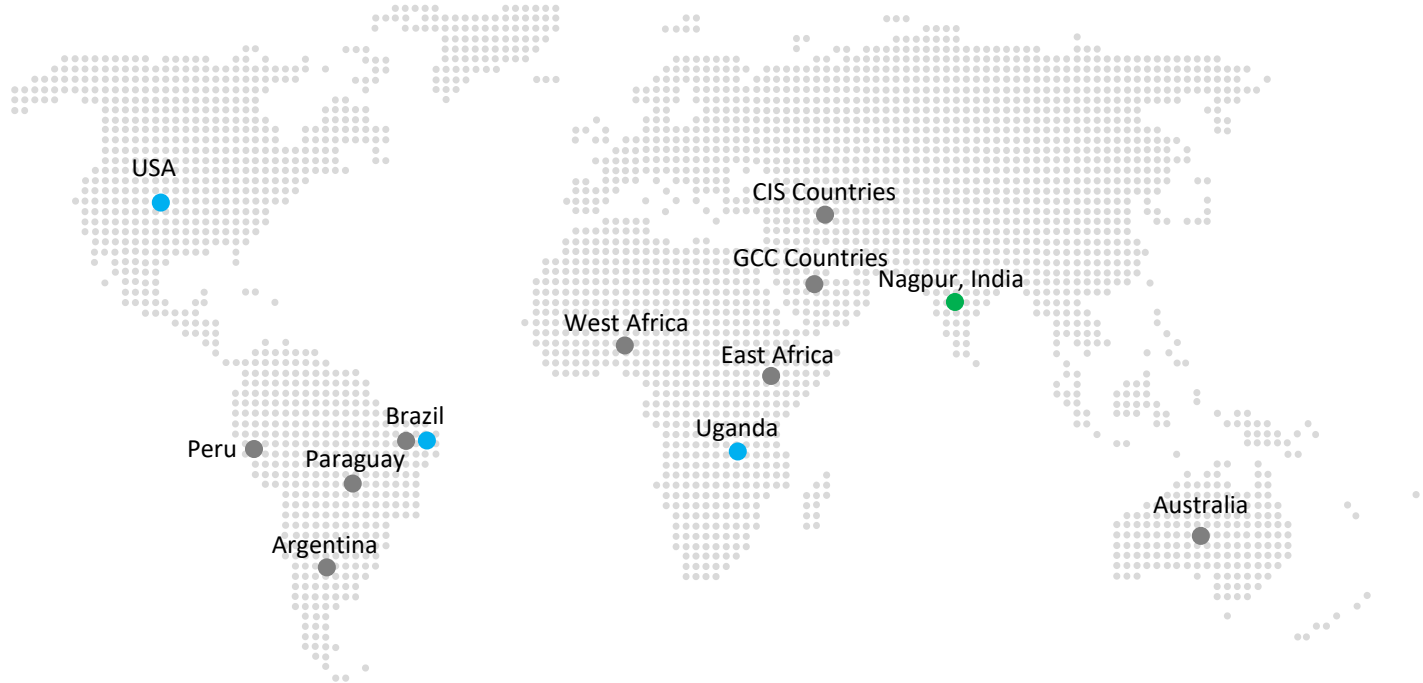 USA
CIS Countries
GCC Countries
Nagpur, India
West Africa
East Africa
Brazil
Uganda
Peru
Paraguay
Australia
Argentina